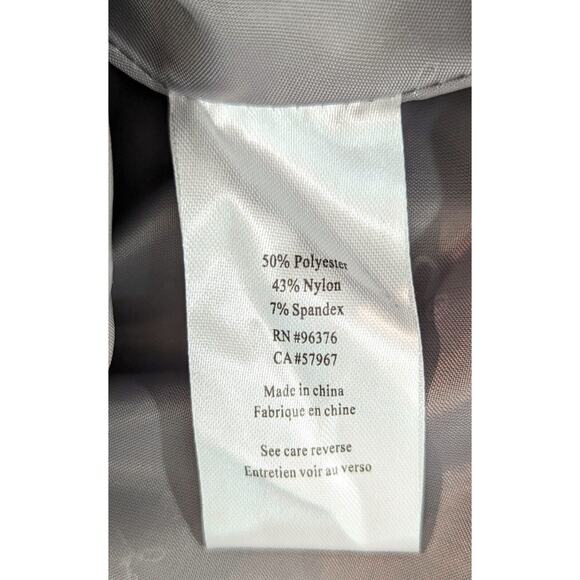 50% Polyester
43% Nylon
7% Spandex
RN #96376
CA#57967
Made in china
Fabrique en chine
See care reverse
Entretien voir au verso